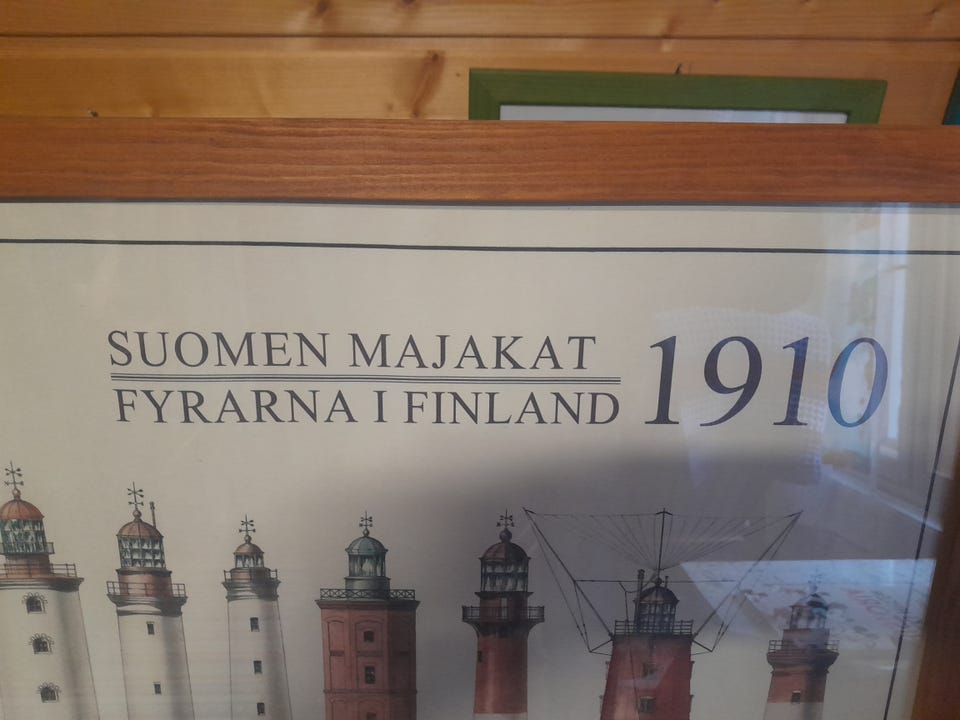 SUOMEN MAJAKAT
FYRARNA I FINLAND
1910